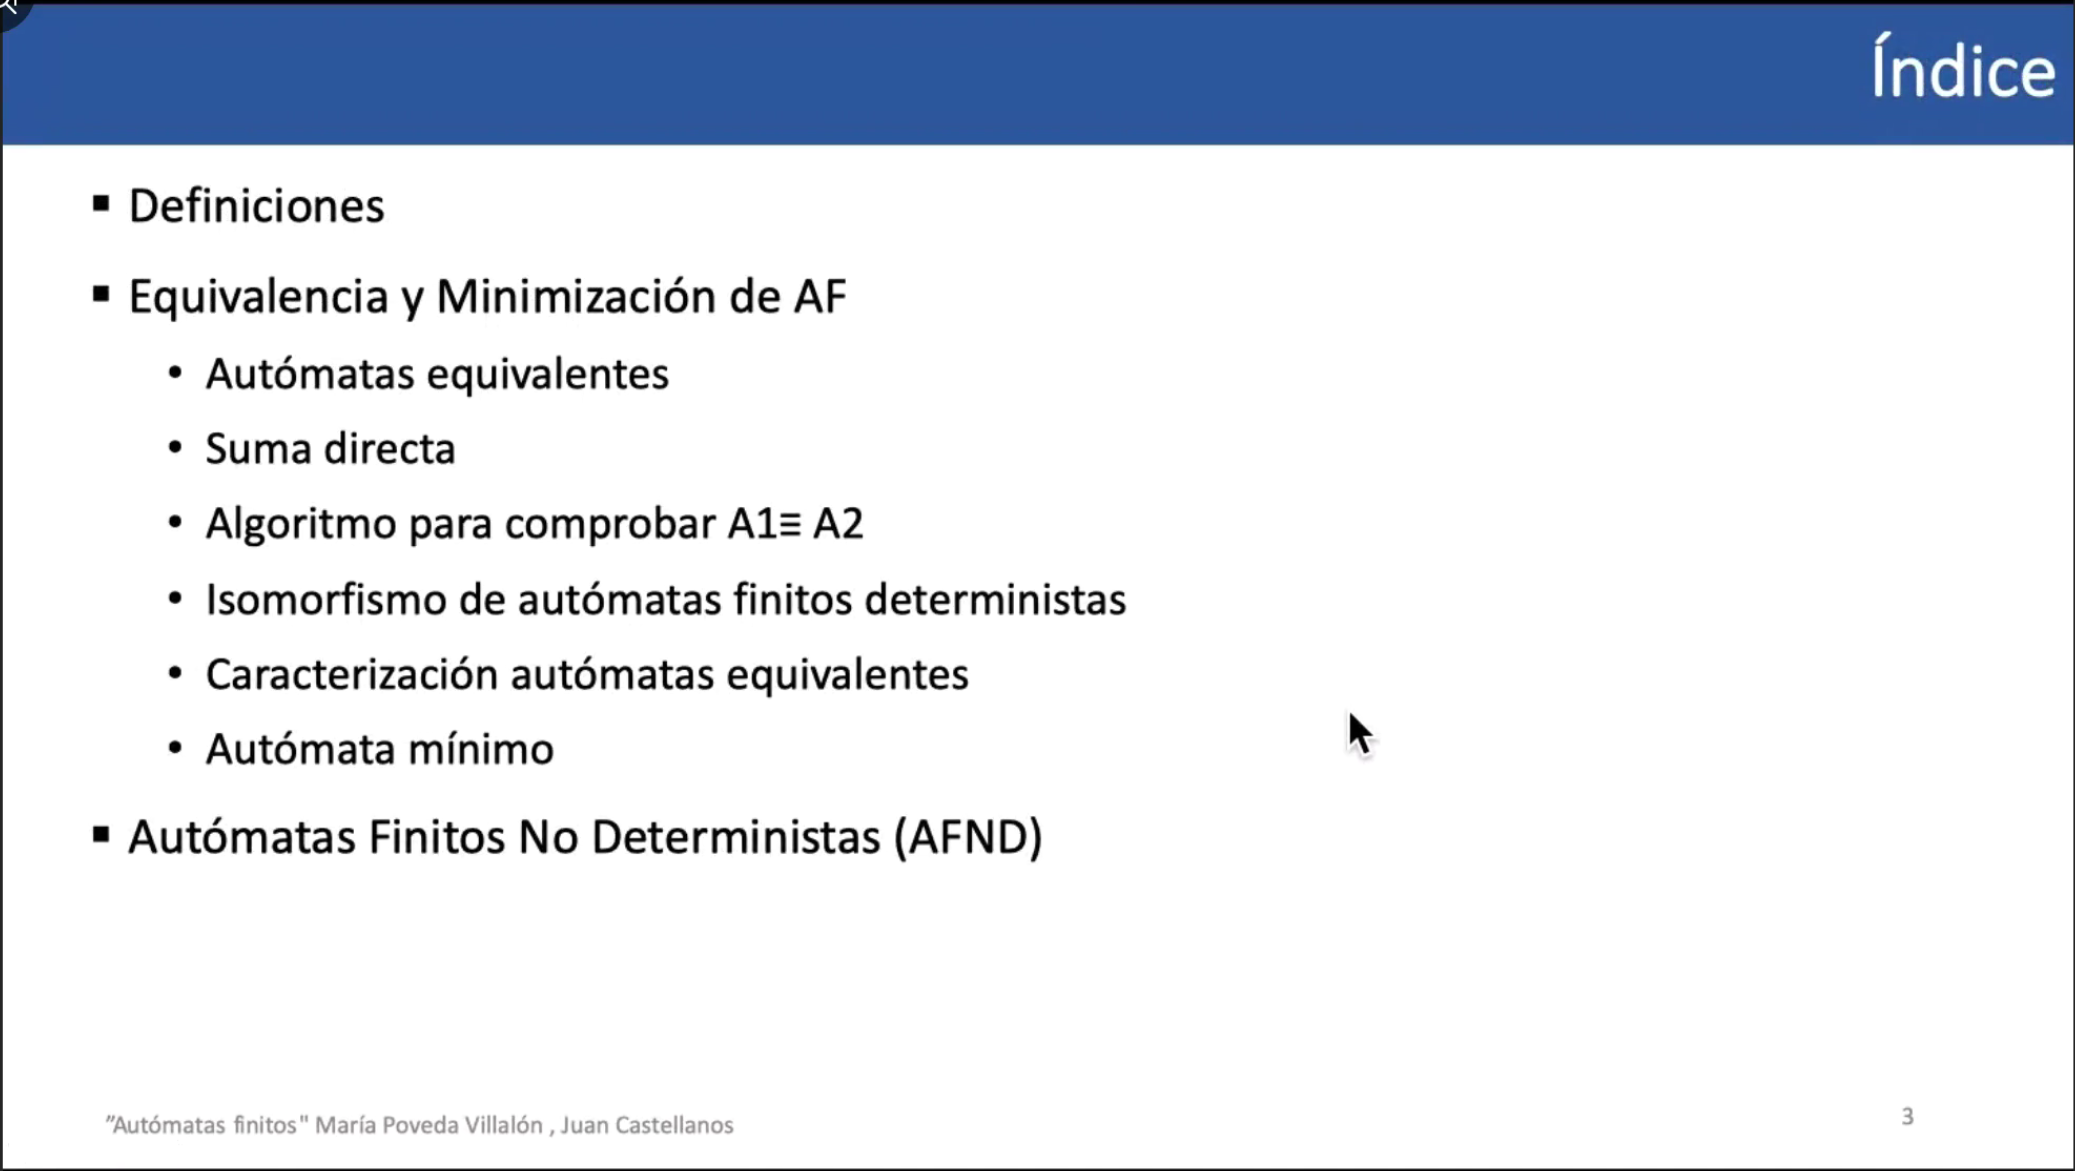 Índice
▪ Definiciones
▪ Equivalencia y Minimización de AF
• Autómatas equivalentes
• Suma directa
• Algoritmo para comprobar A1≡ A2
• Isomorfismo de autómatas finitos deterministas
• Caracterización autómatas equivalentes
• Autómata mínimo
▪ Autómatas Finitos No Deterministas (AFND)
"Autómatas finitos" María Poveda Villalón , Juan Castellanos
3